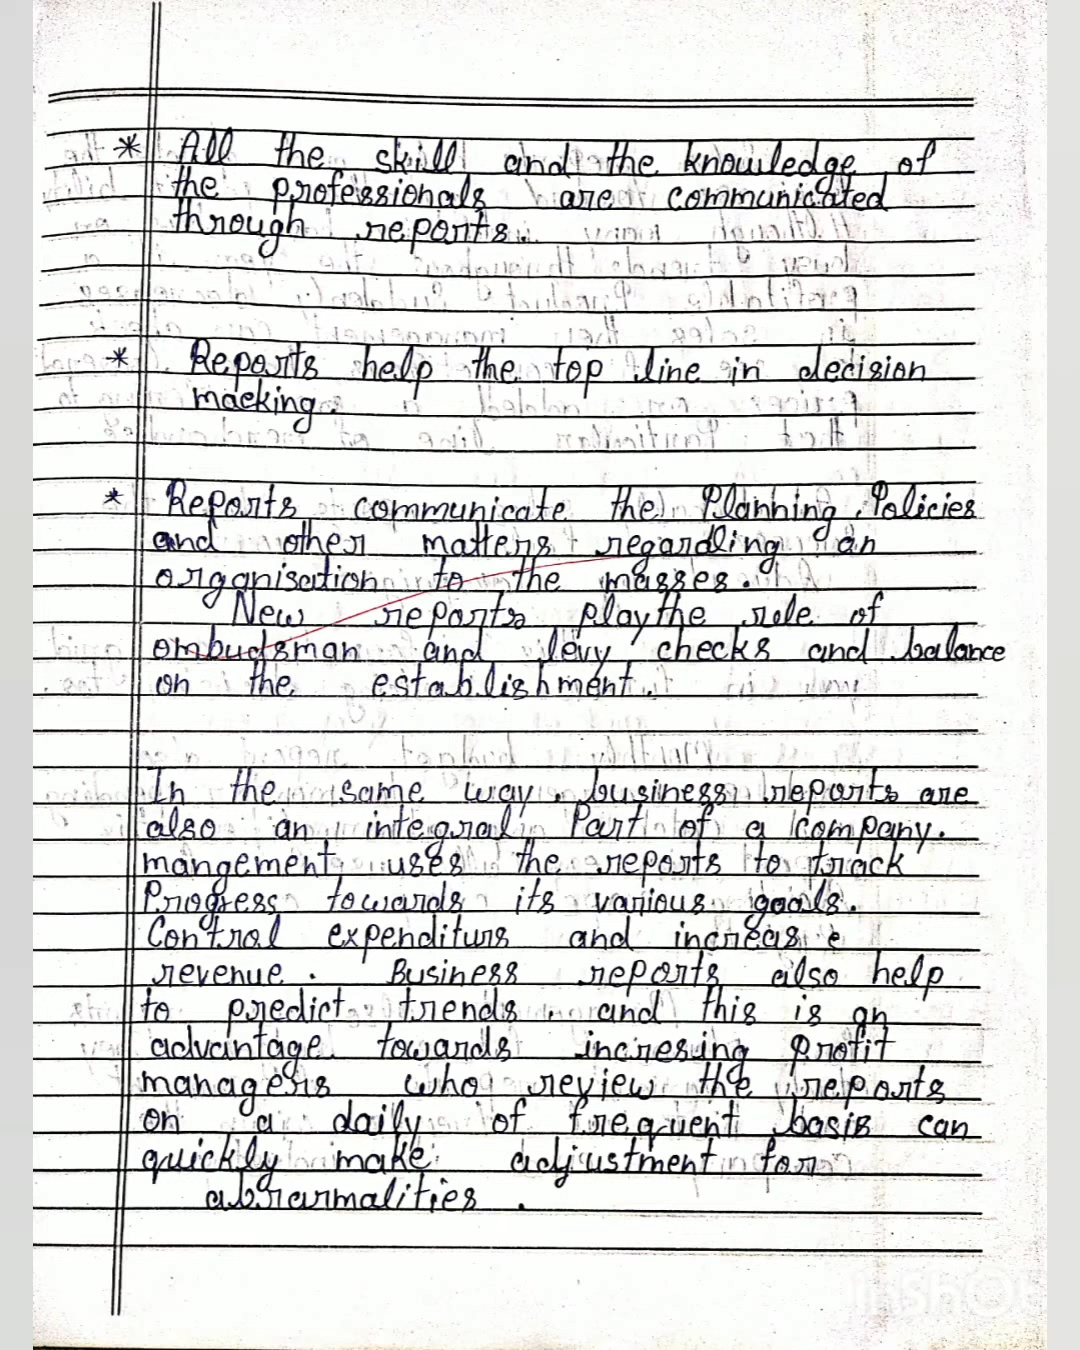 * All the skill and the knowledge of
the professionals are communicated
through reports.
* Reports help the top line in decision
macking.
* Reports communicate the Planning, Policies
and other matters regarding an
organisation to the masses.
New reports play the role of
ombudsman and levy checks and balance
on the establishment.
In the same way, business reports are
also an integral Part of a company.
mangement uses the reports to track
Progress towards its various goals.
Control expenditurs and increase
revenue. Business reports also help
to predict trends, and this is an
advantage towards incresing profit
managers who review the reports
on a daily of frequent basis can
quickly make adjustment for
abnarmalities.
InShOt